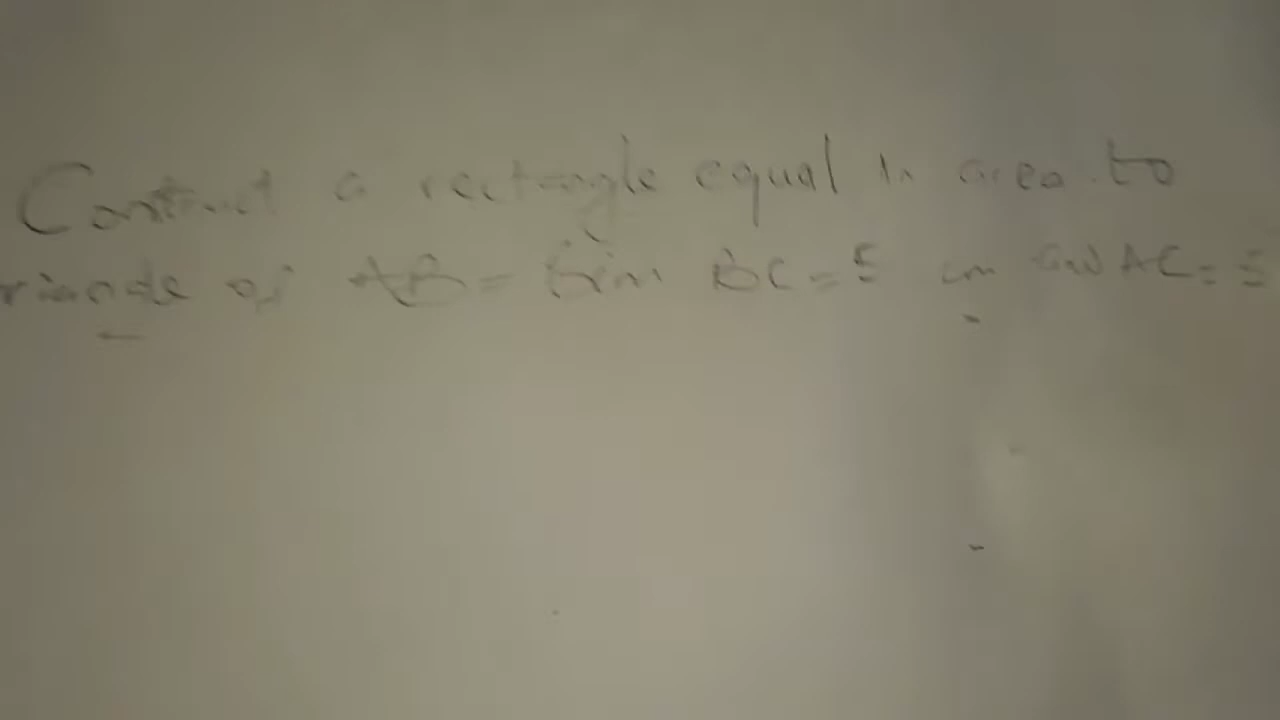 Construct a rectangle equal in area to
riangle of AB = 6cm BC = 5 cm and AC = 5